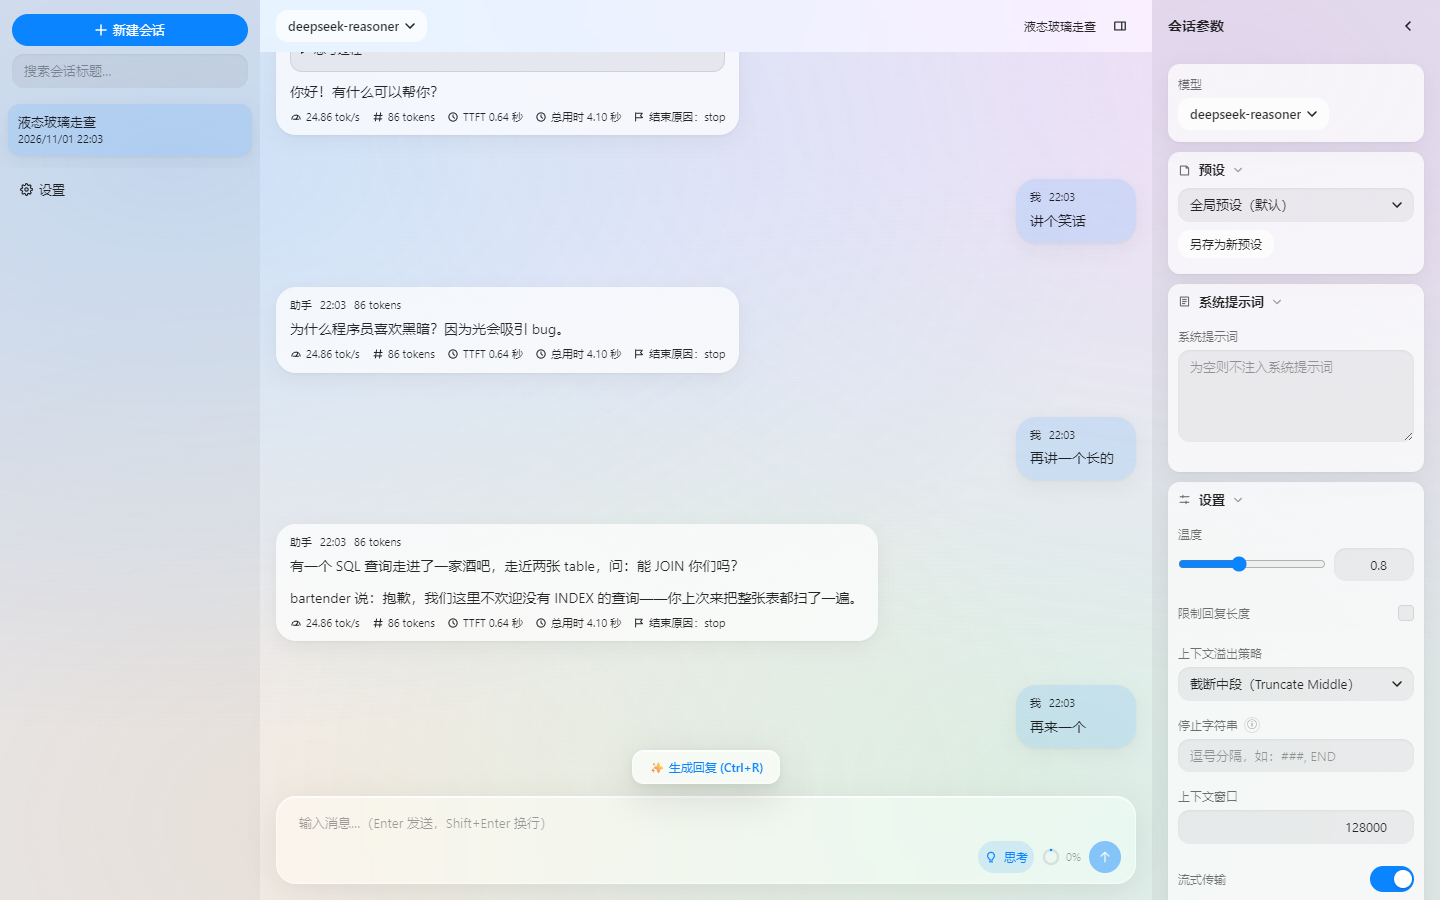 新建会话
搜索会话标题...
液态玻璃走查
2026/11/01 22:03
设置
deepseek-reasoner
液态玻璃走查
你好！有什么可以帮你？
24.86 tok/s 86 tokens TTFT 0.64 秒 总用时 4.10 秒 结束原因：stop
我 22:03
讲个笑话
助手 22:03 86 tokens
为什么程序员喜欢黑暗？因为光会吸引 bug。
24.86 tok/s 86 tokens TTFT 0.64 秒 总用时 4.10 秒 结束原因：stop
我 22:03
再讲一个长的
助手 22:03 86 tokens
有一个 SQL 查询走进了一家酒吧，走近两张 table，问：能 JOIN 你们吗？
bartender 说：抱歉，我们这里不欢迎没有 INDEX 的查询——你上次来把整张表都扫了一遍。
24.86 tok/s 86 tokens TTFT 0.64 秒 总用时 4.10 秒 结束原因：stop
我 22:03
再来一个
生成回复 (Ctrl+R)
输入消息...（Enter 发送，Shift+Enter 换行）
思考 0%
会话参数
模型
deepseek-reasoner
预设
全局预设（默认）
另存为新预设
系统提示词
系统提示词
为空则不注入系统提示词
设置
温度
0.8
限制回复长度
上下文溢出策略
截断中段（Truncate Middle）
停止字符串
逗号分隔，如：###, END
上下文窗口
128000
流式传输